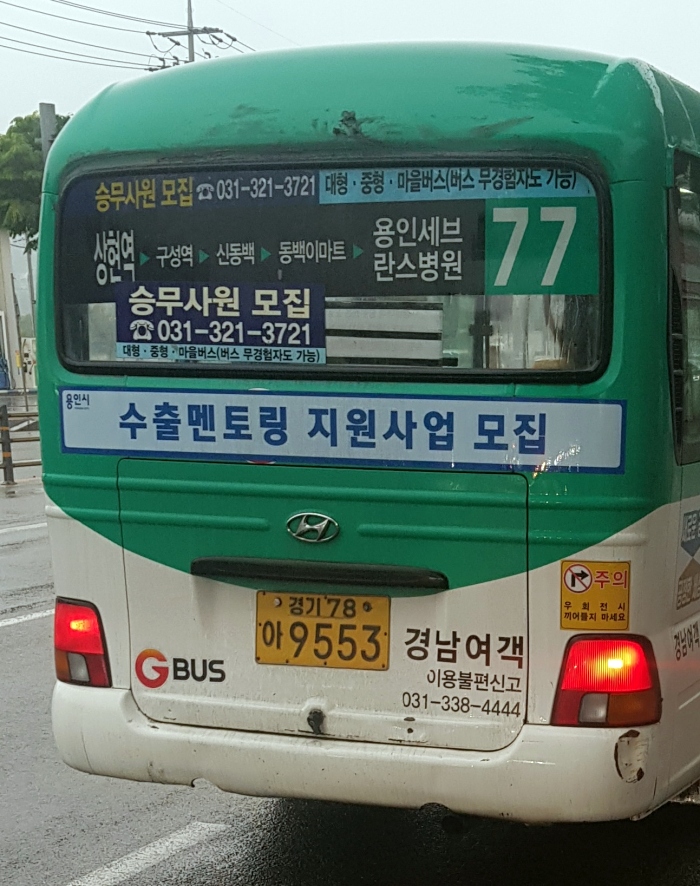 승무사원 모집 ☎031-321-3721 대형·중형·마을버스(버스 무경험자도 가능)
상현역 ▶ 구성역 ▶ 신동백 ▶ 동백이마트 ▶ 용인세브란스병원 77
승무사원 모집
☎031-321-3721
대형·중형·마을버스(버스 무경험자도 가능)
용인시
수출멘토링 지원사업 모집
경기 78
아 9553
G BUS
경남여객
이용불편신고
031-338-4444
주의
우회전시
끼어들지 마세요
경남여객